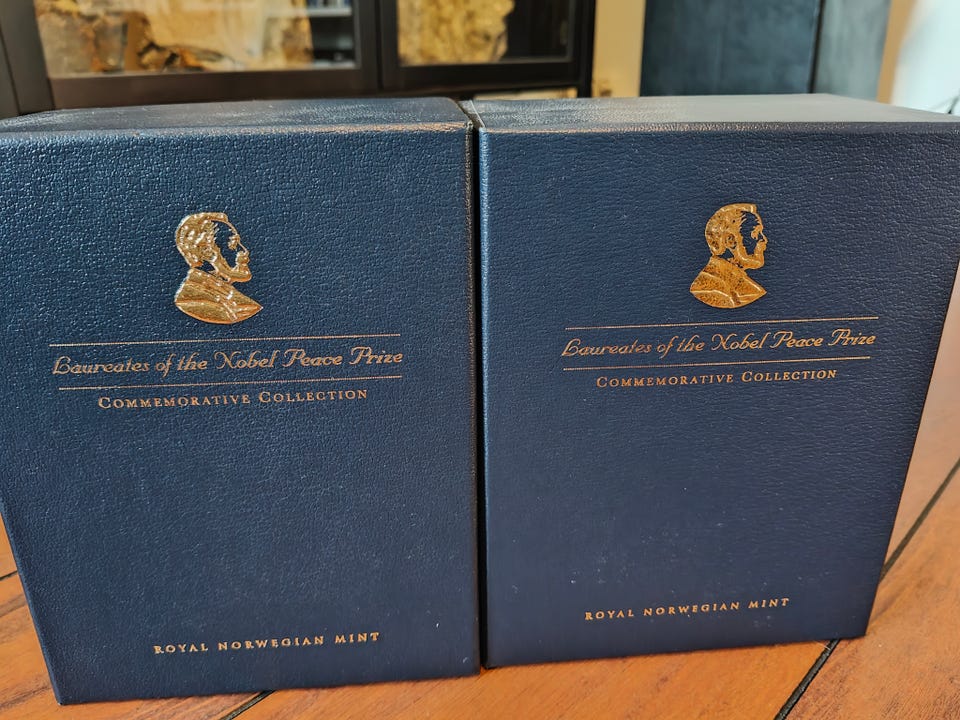 Laureates of the Nobel Peace Prize
COMMEMORATIVE COLLECTION
ROYAL NORWEGIAN MINT
Laureates of the Nobel Peace Prize
COMMEMORATIVE COLLECTION
ROYAL NORWEGIAN MINT